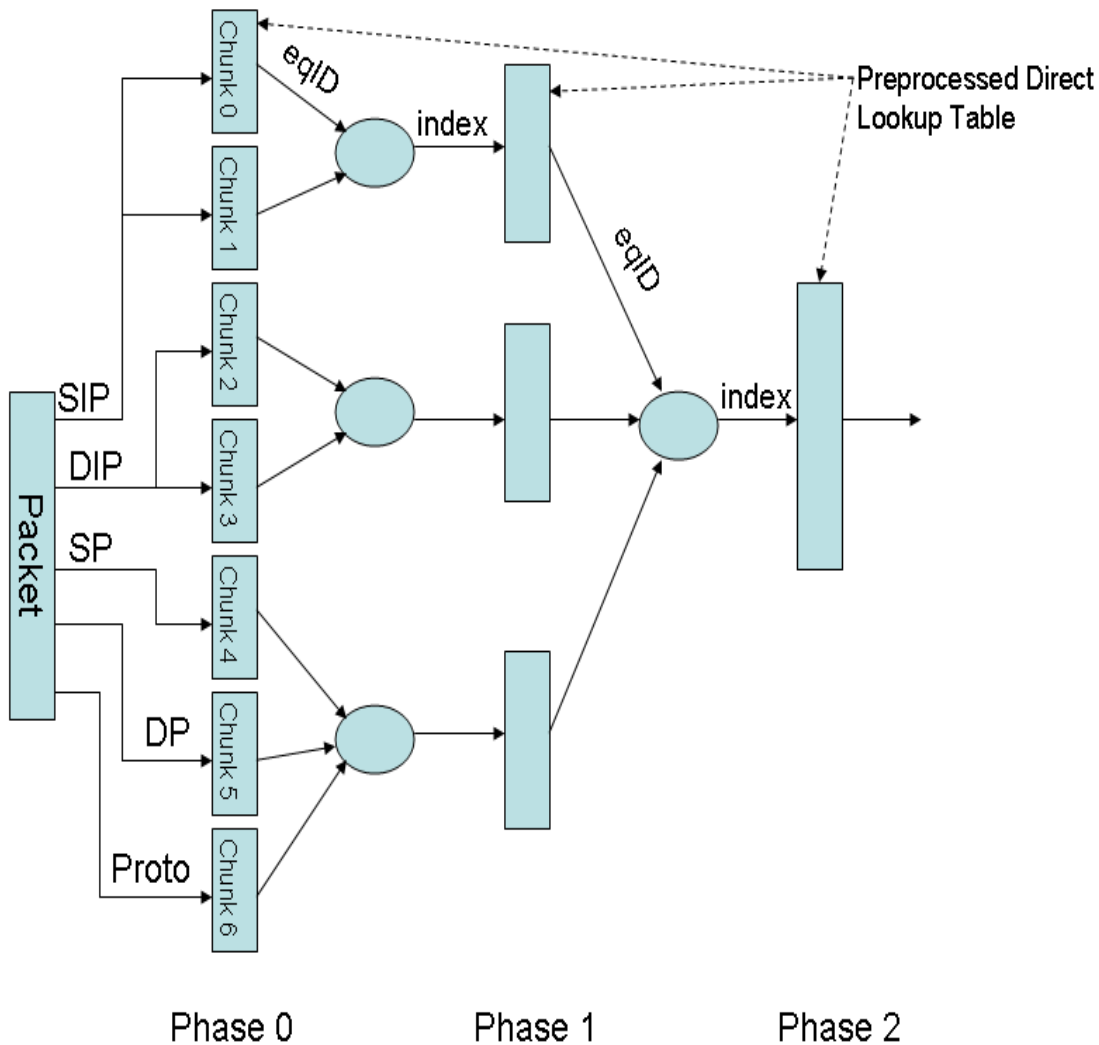 Chunk 0
eqID
index
Preprocessed Direct
Lookup Table
Chunk 1
eqID
Chunk 2
SIP
index
DIP
Chunk 3
Packet
SP
Chunk 4
DP
Chunk 5
Proto
Chunk 6
Phase 0
Phase 1
Phase 2